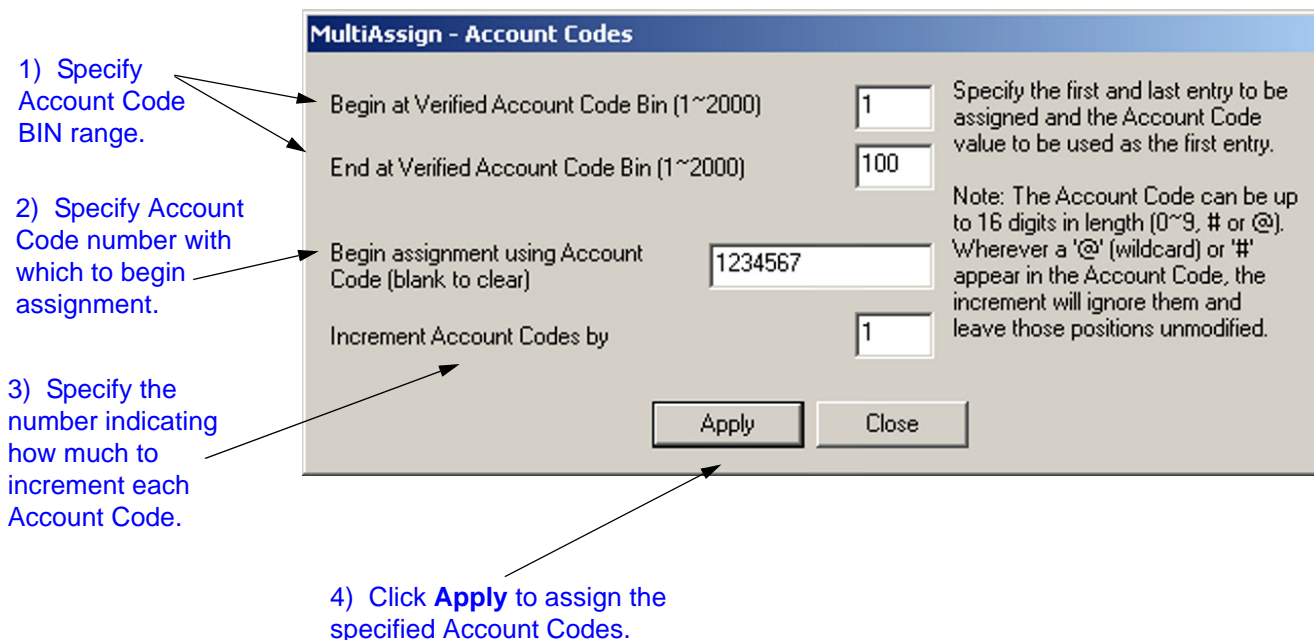 MultiAssign - Account Codes
1) Specify
Account Code
BIN range.
2) Specify Account
Code number with
which to begin
assignment.
3) Specify the
number indicating
how much to
increment each
Account Code.
Begin at Verified Account Code Bin (1~2000)
1
End at Verified Account Code Bin (1~2000)
100
Begin assignment using Account
Code (blank to clear)
1234567
Increment Account Codes by
1
Specify the first and last entry to be
assigned and the Account Code
value to be used as the first entry.
Note: The Account Code can be up
to 16 digits in length (0~9, # or @).
Wherever a '@' (wildcard) or '#'
appear in the Account Code, the
increment will ignore them and
leave those positions unmodified.
Apply
Close
4) Click Apply to assign the
specified Account Codes.